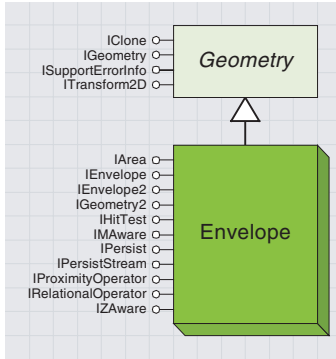 IClone
IGeometry
ISupportErrorInfo
ITransform2D
Geometry
IArea
IEnvelope
IEnvelope2
IGeometry2
IHitTest
IMAware
IPersist
IPersistStream
IProximityOperator
IRelationalOperator
IZAware
Envelope